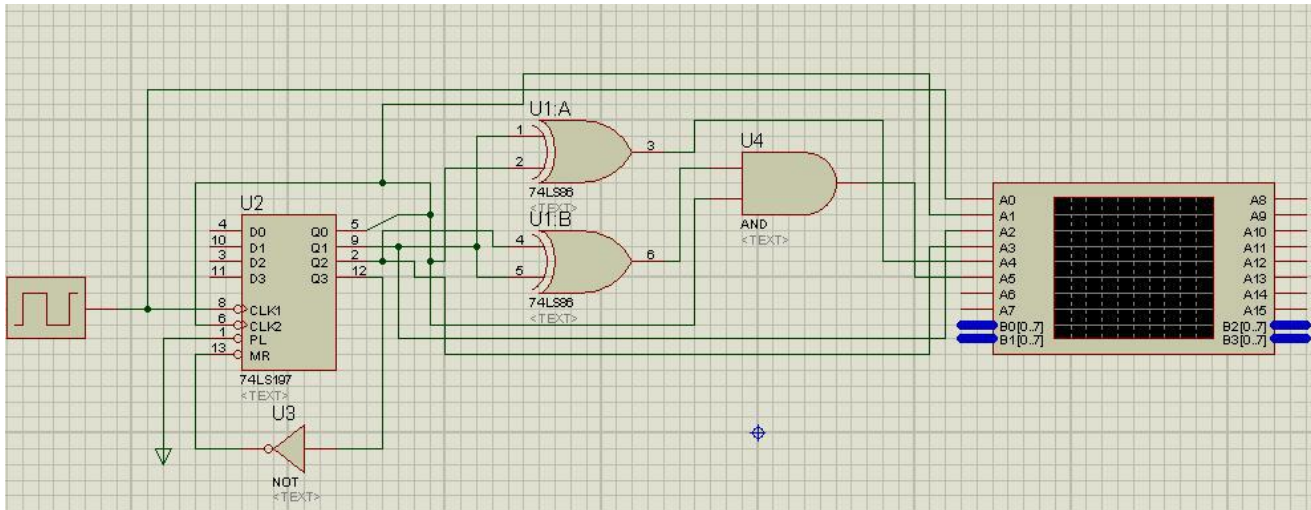 U1:A
1
2
3
74LS86
<TEXT>
U4
AND
<TEXT>
U1:B
4
5
6
74LS86
<TEXT>
U2
4 D0 Q0 5
10 D1 Q1 9
3 D2 Q2 2
11 D3 Q3 12
8 CLK1
6 CLK2
1 PL
13 MR
74LS197
<TEXT>
U3
NOT
<TEXT>
A0 A8
A1 A9
A2 A10
A3 A11
A4 A12
A5 A13
A6 A14
A7 A15
B0[0..7] B2[0..7]
B1[0..7] B3[0..7]